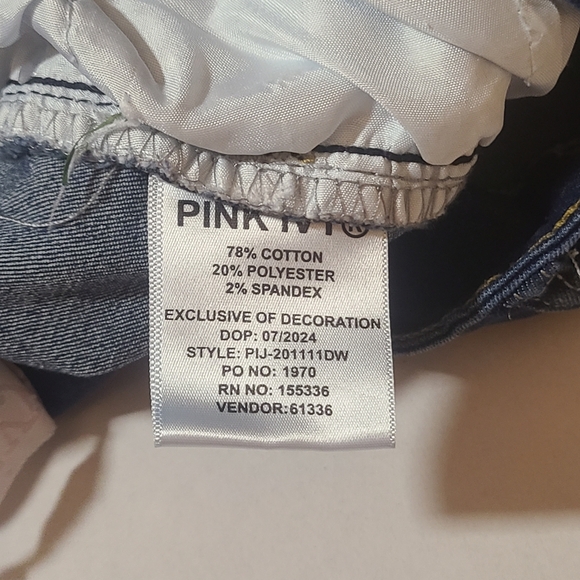 PINK IVY®
78% COTTON
20% POLYESTER
2% SPANDEX
EXCLUSIVE OF DECORATION
DOP: 07/2024
STYLE: PIJ-201111DW
PO NO: 1970
RN NO: 155336
VENDOR:61336